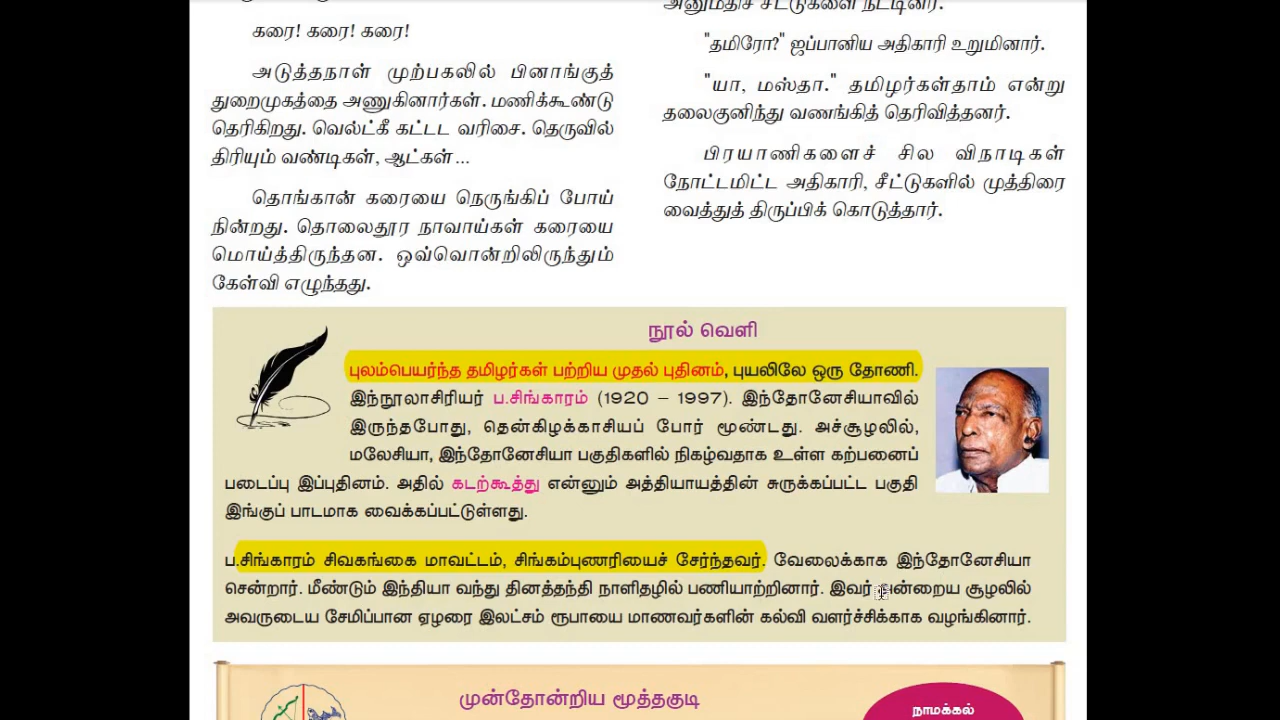 கரை! கரை! கரை!
அடுத்தநாள் முற்பகலில் பினாங்குத்
துறைமுகத்தை அணுகினார்கள். மணிக்கூண்டு
தெரிகிறது. வெல்ட்கீ கட்டட வரிசை. தெருவில்
திரியும் வண்டிகள், ஆட்கள் ...
தொங்கான் கரையை நெருங்கிப் போய்
நின்றது. தொலைதூர நாவாய்கள் கரையை
மொய்த்திருந்தன. ஒவ்வொன்றிலிருந்தும்
கேள்வி எழுந்தது.
அனுமதிச் சீட்டுகளை நீட்டினர்.
"தமிரோ?" ஜப்பானிய அதிகாரி உறுமினார்.
"யா, மஸ்தா." தமிழர்கள்தாம் என்று
தலைகுனிந்து வணங்கித் தெரிவித்தனர்.
பிரயாணிகளைச் சில விநாடிகள்
நோட்டமிட்ட அதிகாரி, சீட்டுகளில் முத்திரை
வைத்துத் திருப்பிக் கொடுத்தார்.
நூல் வெளி
புலம்பெயர்ந்த தமிழர்கள் பற்றிய முதல் புதினம், புயலிலே ஒரு தோணி.
இந்நூலாசிரியர் ப.சிங்காரம் (1920 – 1997). இந்தோனேசியாவில்
இருந்தபோது, தென்கிழக்காசியப் போர் மூண்டது. அச்சூழலில்,
மலேசியா, இந்தோனேசியா பகுதிகளில் நிகழ்வதாக உள்ள கற்பனைப்
படைப்பு இப்புதினம். அதில் கடற்கூத்து என்னும் அத்தியாயத்தின் சுருக்கப்பட்ட பகுதி
இங்குப் பாடமாக வைக்கப்பட்டுள்ளது.
ப.சிங்காரம் சிவகங்கை மாவட்டம், சிங்கம்புணரியைச் சேர்ந்தவர். வேலைக்காக இந்தோனேசியா
சென்றார். மீண்டும் இந்தியா வந்து தினத்தந்தி நாளிதழில் பணியாற்றினார். இவர் அன்றைய சூழலில்
அவருடைய சேமிப்பான ஏழரை இலட்சம் ரூபாயை மாணவர்களின் கல்வி வளர்ச்சிக்காக வழங்கினார்.
முன்தோன்றிய மூத்தகுடி
நாமக்கல்